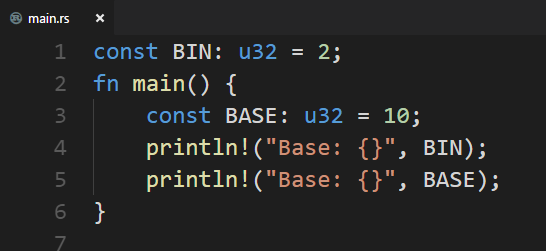 main.rs ×
1 const BIN: u32 = 2;
2 fn main() {
3     const BASE: u32 = 10;
4     println!("Base: {}", BIN);
5     println!("Base: {}", BASE);
6 }
7